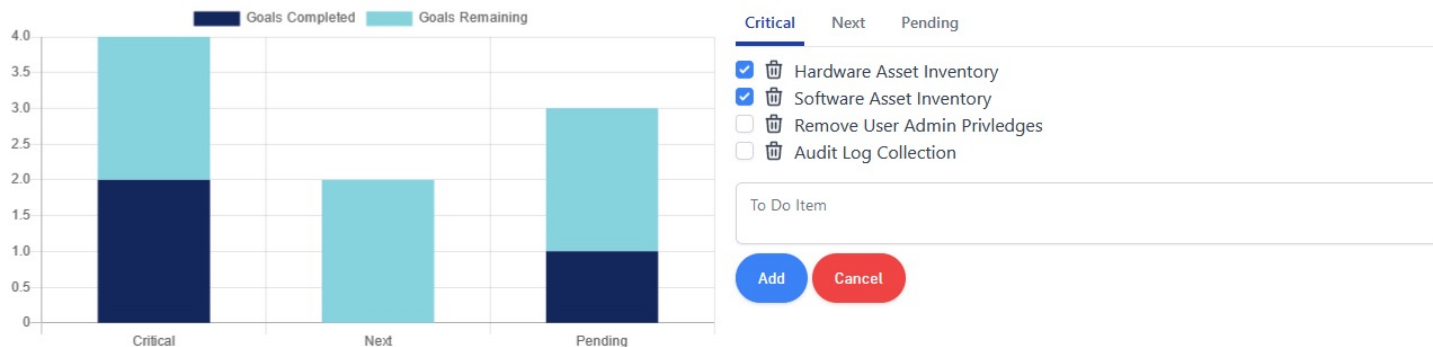 Goals Completed Goals Remaining
4.0
3.5
3.0
2.5
2.0
1.5
1.0
0.5
0
Critical Next Pending
Critical Next Pending
Hardware Asset Inventory
Software Asset Inventory
Remove User Admin Privledges
Audit Log Collection
To Do Item
Add Cancel